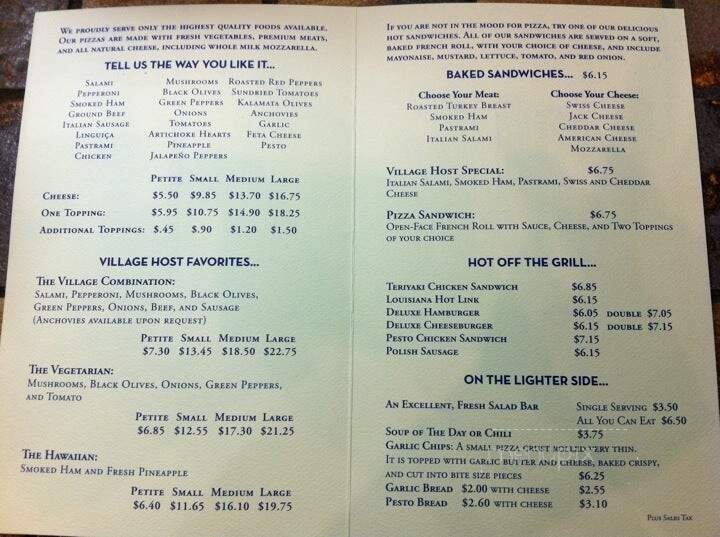 We proudly serve only the highest quality foods available.
Our pizzas are made with fresh vegetables, premium meats,
and all natural cheese, including whole milk mozzarella.
TELL US THE WAY YOU LIKE IT...
Salami Mushrooms Roasted Red Peppers
Pepperoni Black Olives Sundried Tomatoes
Smoked Ham Green Peppers Kalamata Olives
Ground Beef Onions Anchovies
Italian Sausage Tomatoes Garlic
Linguiça Artichoke Hearts Feta Cheese
Pastrami Pineapple Pesto
Chicken Jalapeño Peppers
Petite Small Medium Large
Cheese: $5.50 $9.85 $13.70 $16.75
One Topping: $5.95 $10.75 $14.90 $18.25
Additional Toppings: $.45 $.90 $1.20 $1.50
VILLAGE HOST FAVORITES...
The Village Combination:
Salami, Pepperoni, Mushrooms, Black Olives,
Green Peppers, Onions, Beef, and Sausage
(Anchovies available upon request)
Petite Small Medium Large
$7.30 $13.45 $18.50 $22.75
The Vegetarian:
Mushrooms, Black Olives, Onions, Green Peppers,
and Tomato
Petite Small Medium Large
$6.85 $12.55 $17.30 $21.25
The Hawaiian:
Smoked Ham and Fresh Pineapple
Petite Small Medium Large
$6.40 $11.65 $16.10 $19.75
If you are not in the mood for pizza, try one of our delicious
hot sandwiches. All of our sandwiches are served on a soft,
baked french roll, with your choice of cheese, and include
mayonaise, mustard, lettuce, tomato, and red onion.
BAKED SANDWICHES... $6.15
Choose Your Meat: Choose Your Cheese:
Roasted Turkey Breast Swiss Cheese
Smoked Ham Jack Cheese
Pastrami Cheddar Cheese
Italian Salami American Cheese
Mozzarella
Village Host Special: $6.75
Italian Salami, Smoked Ham, Pastrami, Swiss and Cheddar
Cheese
Pizza Sandwich: $6.75
Open-Face French Roll with Sauce, Cheese, and Two Toppings
of your choice
HOT OFF THE GRILL...
Teriyaki Chicken Sandwich $6.85
Louisiana Hot Link $6.15
Deluxe Hamburger $6.05 double $7.05
Deluxe Cheeseburger $6.15 double $7.15
Pesto Chicken Sandwich $7.15
Polish Sausage $6.15
ON THE LIGHTER SIDE...
An Excellent, Fresh Salad Bar Single Serving $3.50
All You Can Eat $6.50
Soup of The Day or Chili $3.75
Garlic Chips: A small pizza crust rolled very thin.
It is topped with garlic butter and cheese, baked crispy,
and cut into bite size pieces $6.25
Garlic Bread $2.00 with cheese $2.55
Pesto Bread $2.60 with cheese $3.10
Plus Sales Tax